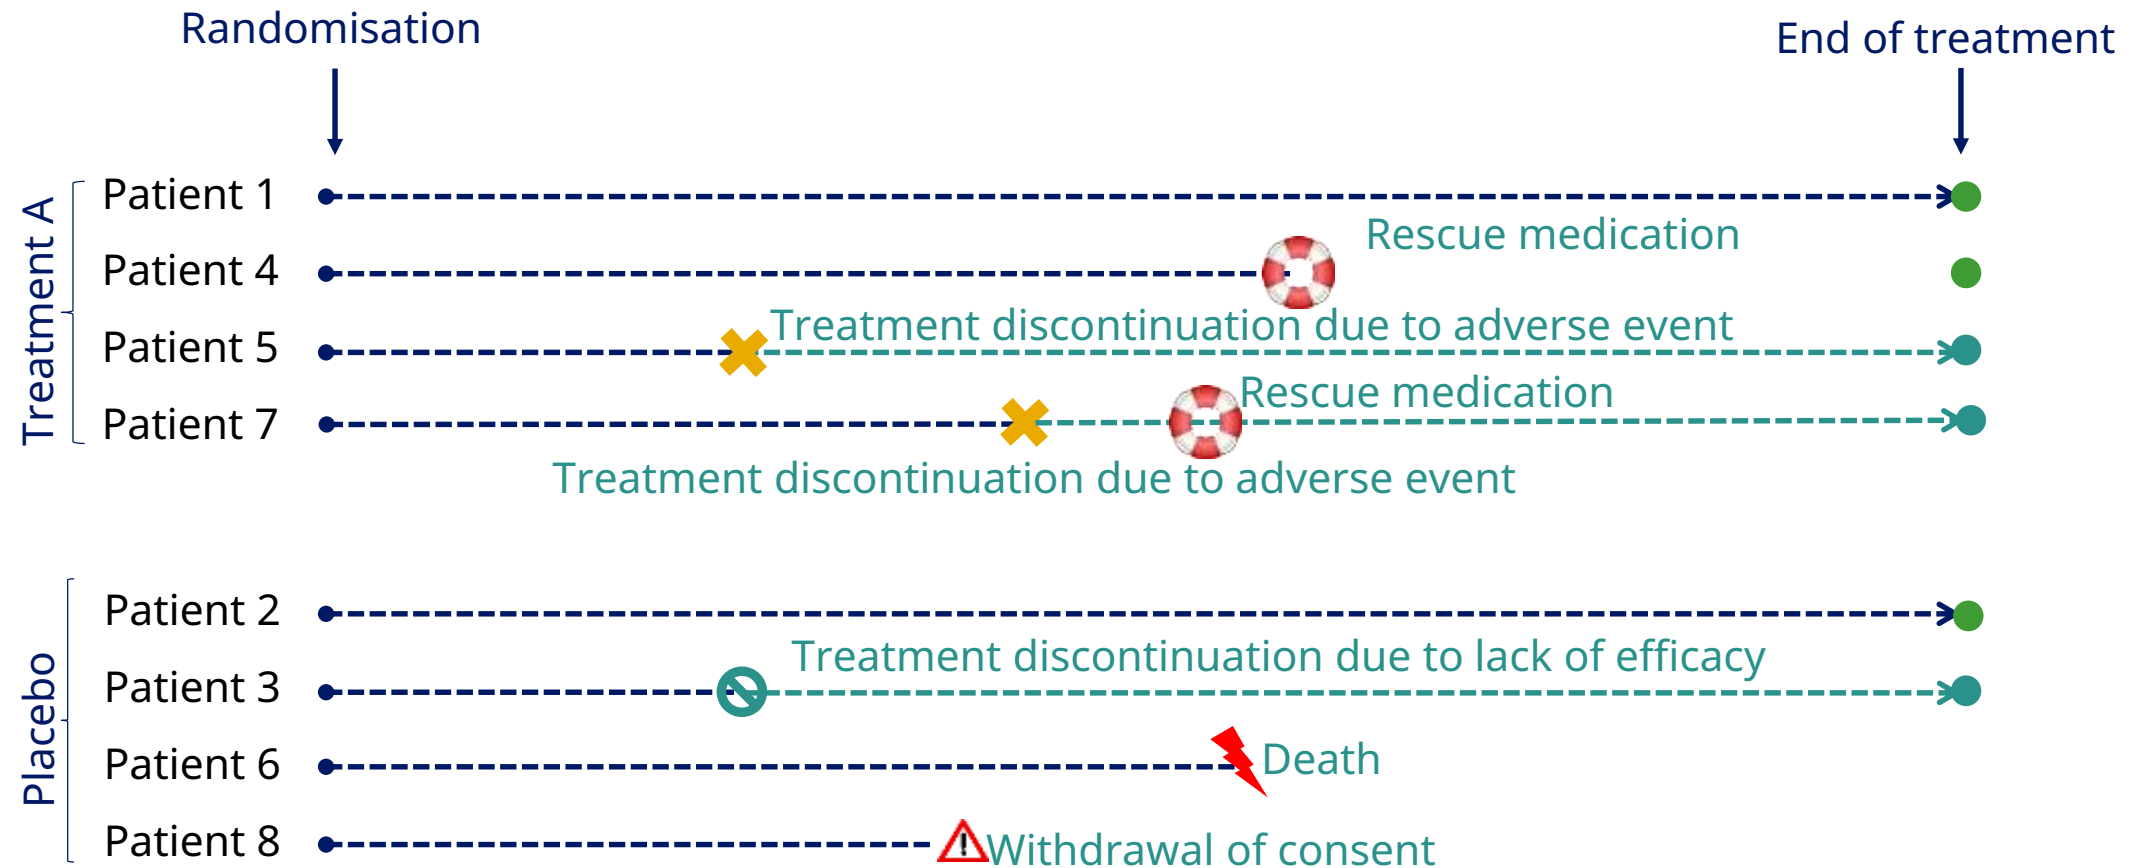 Randomisation
End of treatment
Treatment A
Patient 1
Rescue medication
Patient 4
Treatment discontinuation due to adverse event
Patient 5
Rescue medication
Patient 7
Treatment discontinuation due to adverse event
Placebo
Patient 2
Treatment discontinuation due to lack of efficacy
Patient 3
Patient 6
Death
Patient 8
Withdrawal of consent